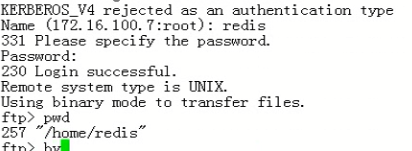 KERBEROS_V4 rejected as an authentication type
Name (172.16.100.7:root): redis
331 Please specify the password.
Password:
230 Login successful.
Remote system type is UNIX.
Using binary mode to transfer files.
ftp> pwd
257 "/home/redis"
ftp> by